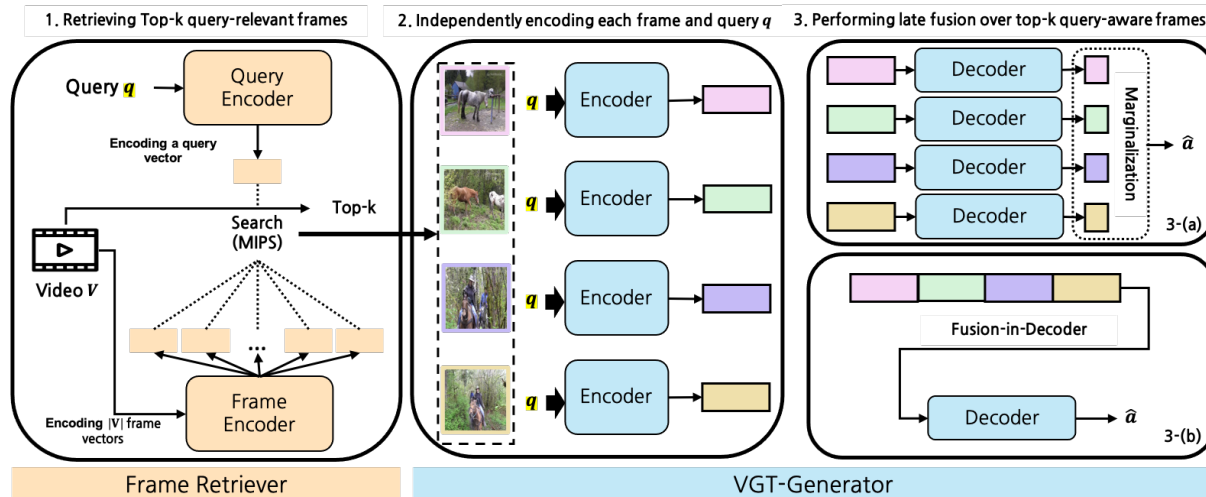 1. Retrieving Top-k query-relevant frames
Query q
Query
Encoder
Encoding a query
vector
Top-k
Search
(MIPS)
Video V
...
Encoding |V| frame
vectors
Frame
Encoder
Frame Retriever
2. Independently encoding each frame and query q
q
Encoder
q
Encoder
q
Encoder
q
Encoder
3. Performing late fusion over top-k query-aware frames
Decoder
Decoder
Decoder
Decoder
Marginalization
â
3-(a)
Fusion-in-Decoder
Decoder
â
3-(b)
VGT-Generator